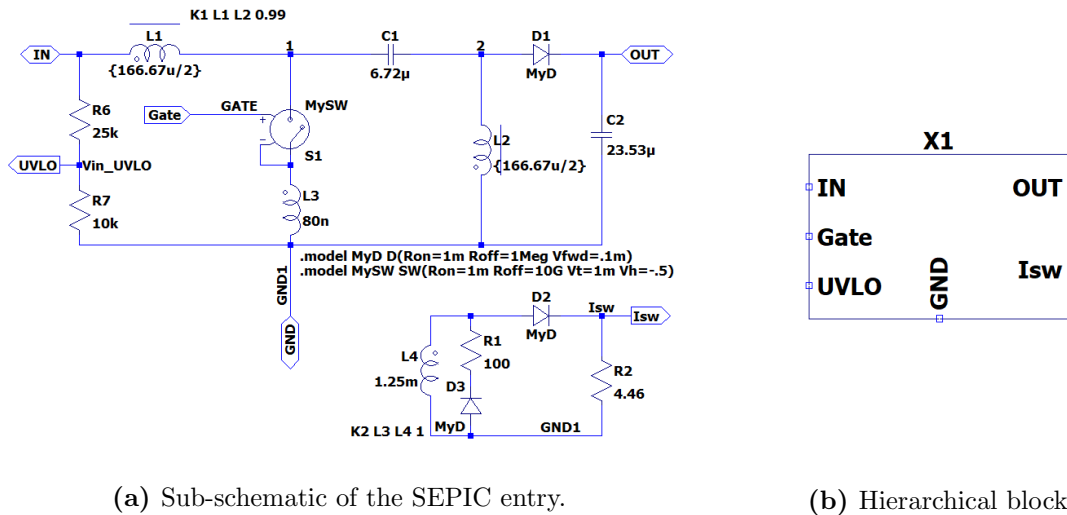 K1 L1 L2 0.99
IN
L1
{166.67u/2}
1
C1
6.72µ
2
D1
MyD
OUT
R6
25k
Gate
GATE
MySW
+
−
S1
C2
23.53µ
L2
{166.67u/2}
UVLO
Vin_UVLO
R7
10k
L3
80n
.model MyD D(Ron=1m Roff=1Meg Vfwd=.1m)
.model MySW SW(Ron=1m Roff=10G Vt=1m Vh=-.5)
GND1
GND
D2
MyD
Isw
Isw
R1
100
L4
1.25m
D3
MyD
R2
4.46
K2 L3 L4 1
GND1
X1
IN
OUT
Gate
UVLO
GND
Isw
(a) Sub-schematic of the SEPIC entry.
(b) Hierarchical block